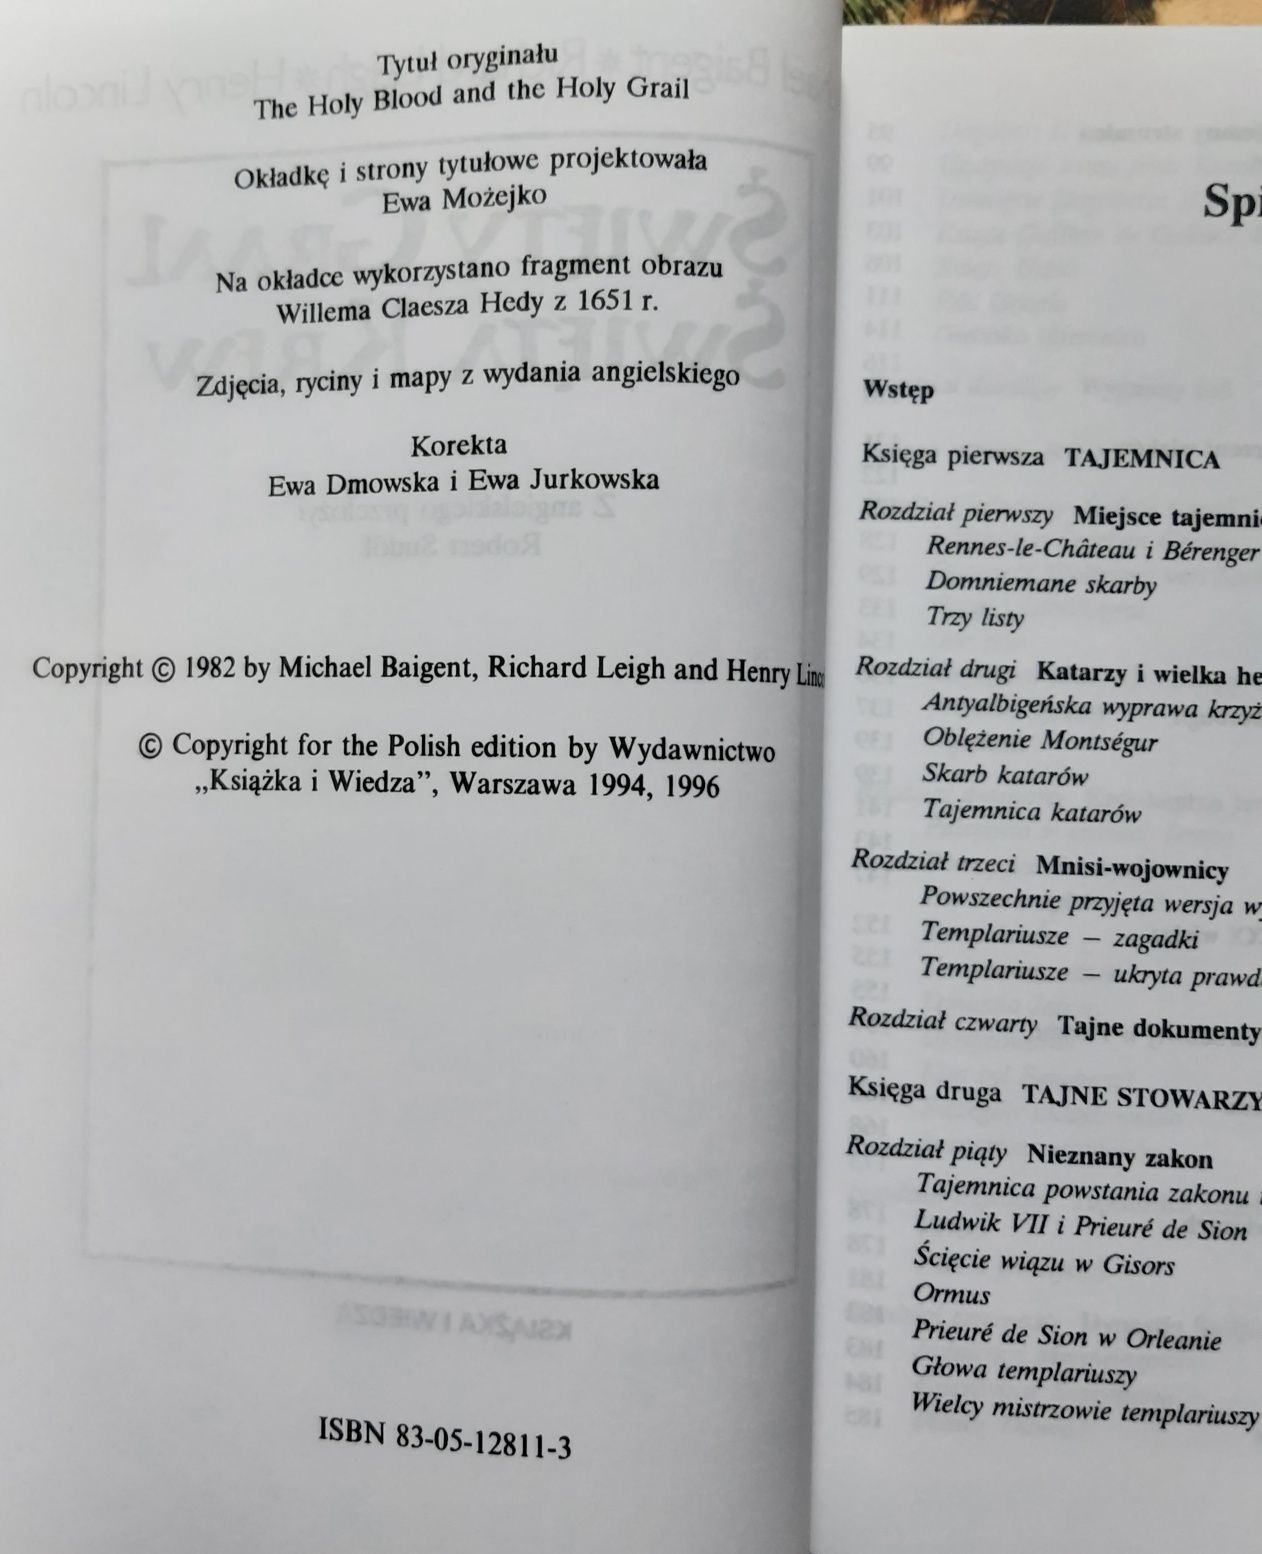 Tytuł oryginału
The Holy Blood and the Holy Grail
Okładkę i strony tytułowe projektowała
Ewa Możejko
Na okładce wykorzystano fragment obrazu
Willema Claesza Hedy z 1651 r.
Zdjęcia, ryciny i mapy z wydania angielskiego
Korekta
Ewa Dmowska i Ewa Jurkowska
Copyright © 1982 by Michael Baigent, Richard Leigh and Henry
© Copyright for the Polish edition by Wydawnictwo
„Książka i Wiedza”, Warszawa 1994, 1996
ISBN 83-05-12811-3
Wstęp
Księga pierwsza TAJEMNICA
Rozdział pierwszy Miejsce
Rennes-le-Château i Bérenger
Domniemane skarby
Trzy listy
Rozdział drugi Katarzy i wielka
Antyalbigeńska wyprawa
Oblężenie Montségur
Skarb katarów
Tajemnica katarów
Rozdział trzeci Mnisi-wojownicy
Powszechnie przyjęta wersja
Templariusze – zagadki
Templariusze – ukryta
Rozdział czwarty Tajne dokumenty
Księga druga TAJNE
Rozdział piąty Nieznany zakon
Tajemnica powstania zakonu
Ludwik VII i Prieuré de Sion
Ścięcie wiązu w Gisors
Ormus
Prieuré de Sion w Orleanie
Głowa templariuszy
Wielcy mistrzowie templariuszy